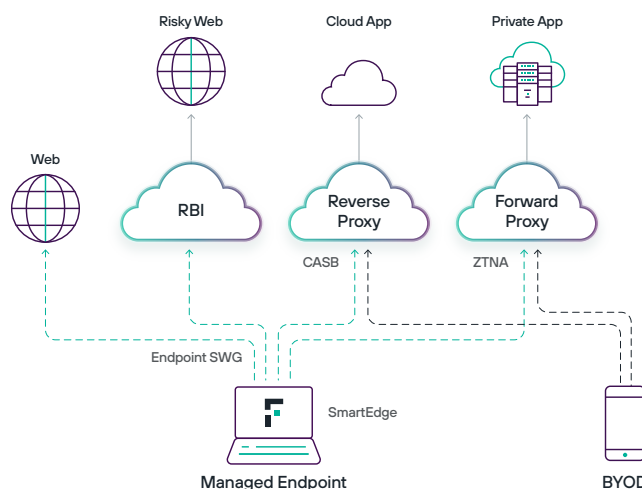 Risky Web
Cloud App
Private App
Web
RBI
Reverse
Proxy
Forward
Proxy
CASB
ZTNA
Endpoint SWG
SmartEdge
Managed Endpoint
BYOD